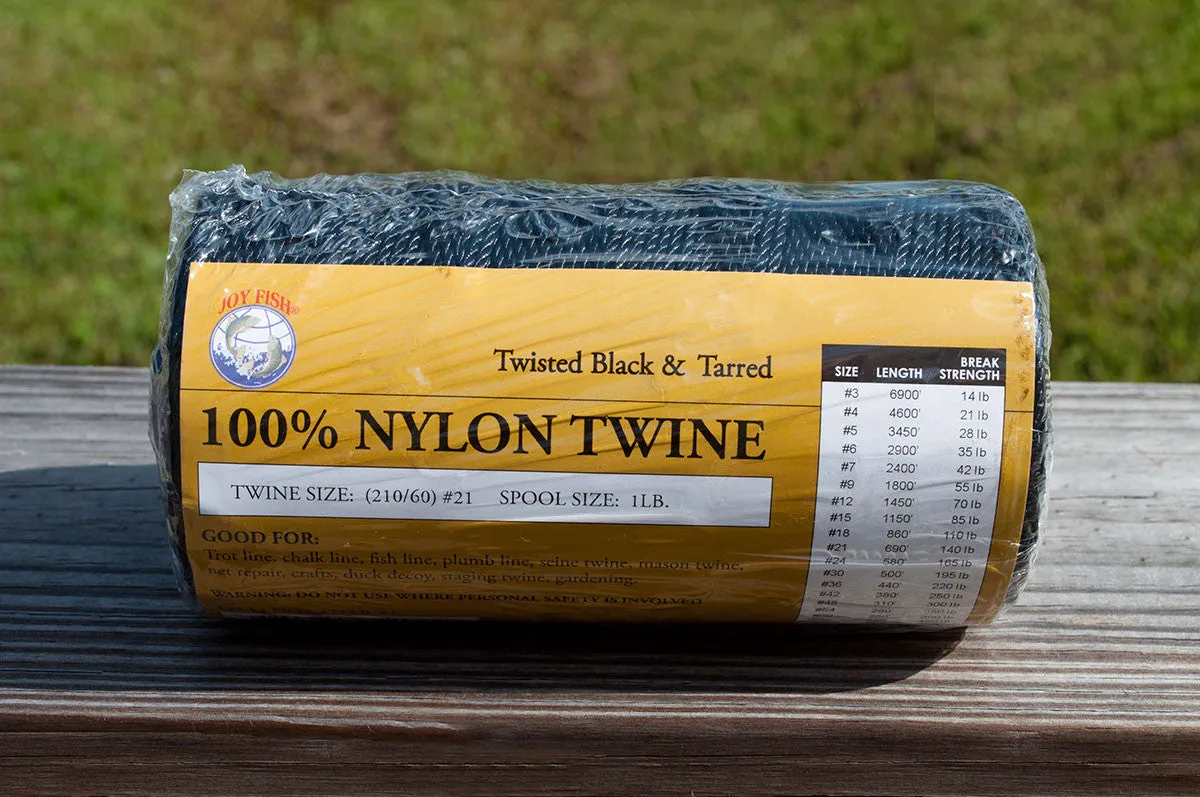 JOY FISH®
Twisted Black & Tarred
100% NYLON TWINE
TWINE SIZE: (210/60) #21 SPOOL SIZE: 1LB.
GOOD FOR:
Trot line, chalk line, fish line, plumb line, seine twine, mason twine,
net repair, crafts, duck decoy, staging twine, gardening.
WARNING: DO NOT USE WHERE PERSONAL SAFETY IS INVOLVED
SIZE LENGTH BREAK STRENGTH
#3 6900' 14 lb
#4 4600' 21 lb
#5 3450' 28 lb
#6 2900' 35 lb
#7 2400' 42 lb
#9 1800' 55 lb
#12 1450' 70 lb
#15 1150' 85 lb
#18 860' 110 lb
#21 690' 140 lb
#24 580' 165 lb
#30 500' 195 lb
#36 440' 220 lb
#42 380' 250 lb
#48 310' 300 lb
#54